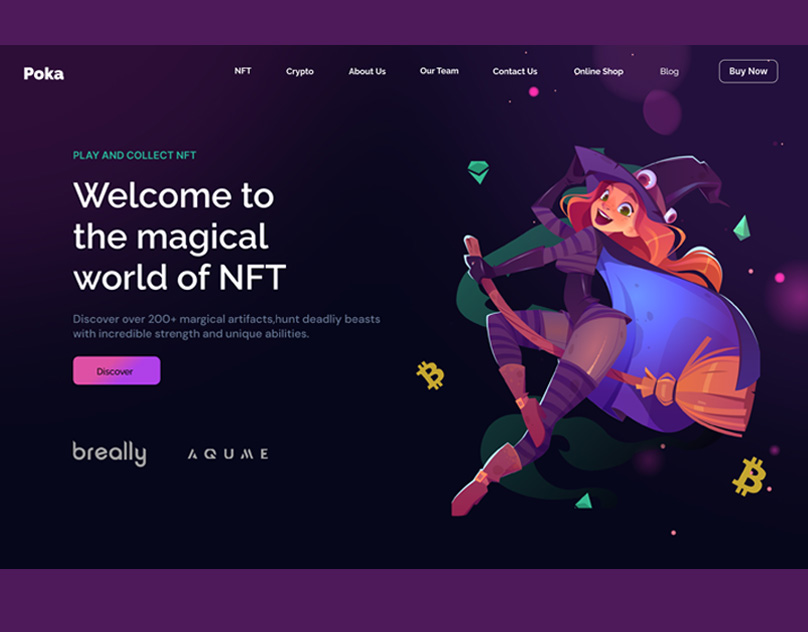 Poka
NFT
Crypto
About Us
Our Team
Contact Us
Online Shop
Blog
Buy Now
PLAY AND COLLECT NFT
Welcome to
the magical
world of NFT
Discover over 200+ margical artifacts,hunt deadliy beasts
with incredible strength and unique abilities.
Discover
breally
AQUME